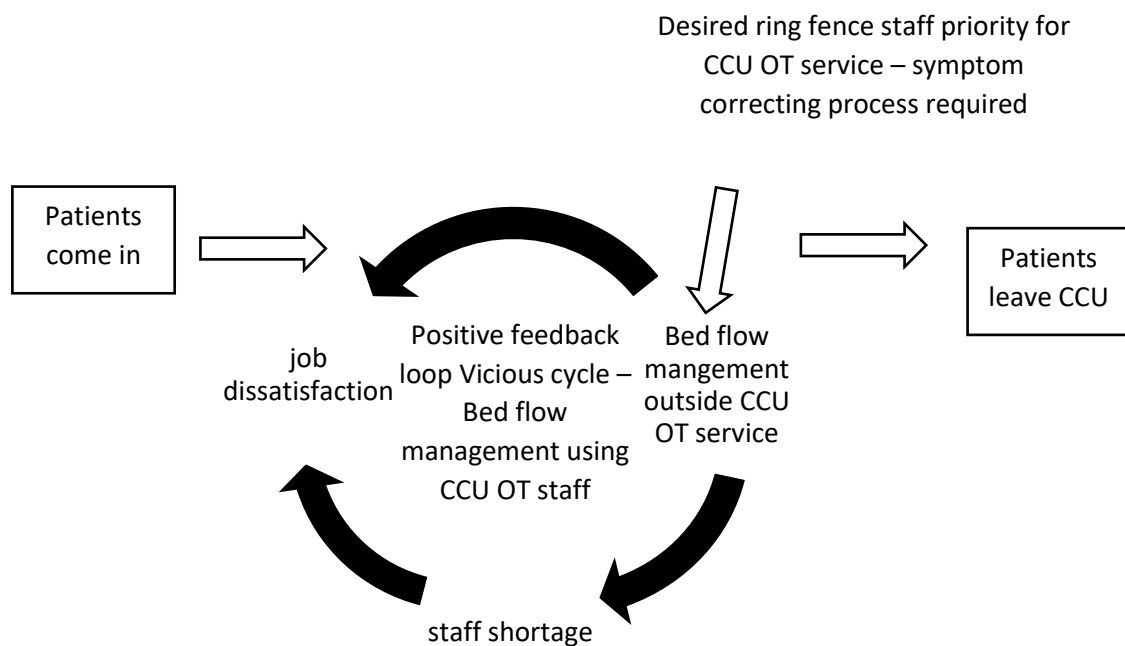 Desired ring fence staff priority for
CCU OT service – symptom
correcting process required
Patients
come in
Patients
leave CCU
job
dissatisfaction
Positive feedback
loop Vicious cycle –
Bed flow
management using
CCU OT staff
Bed flow
mangement
outside CCU
OT service
staff shortage